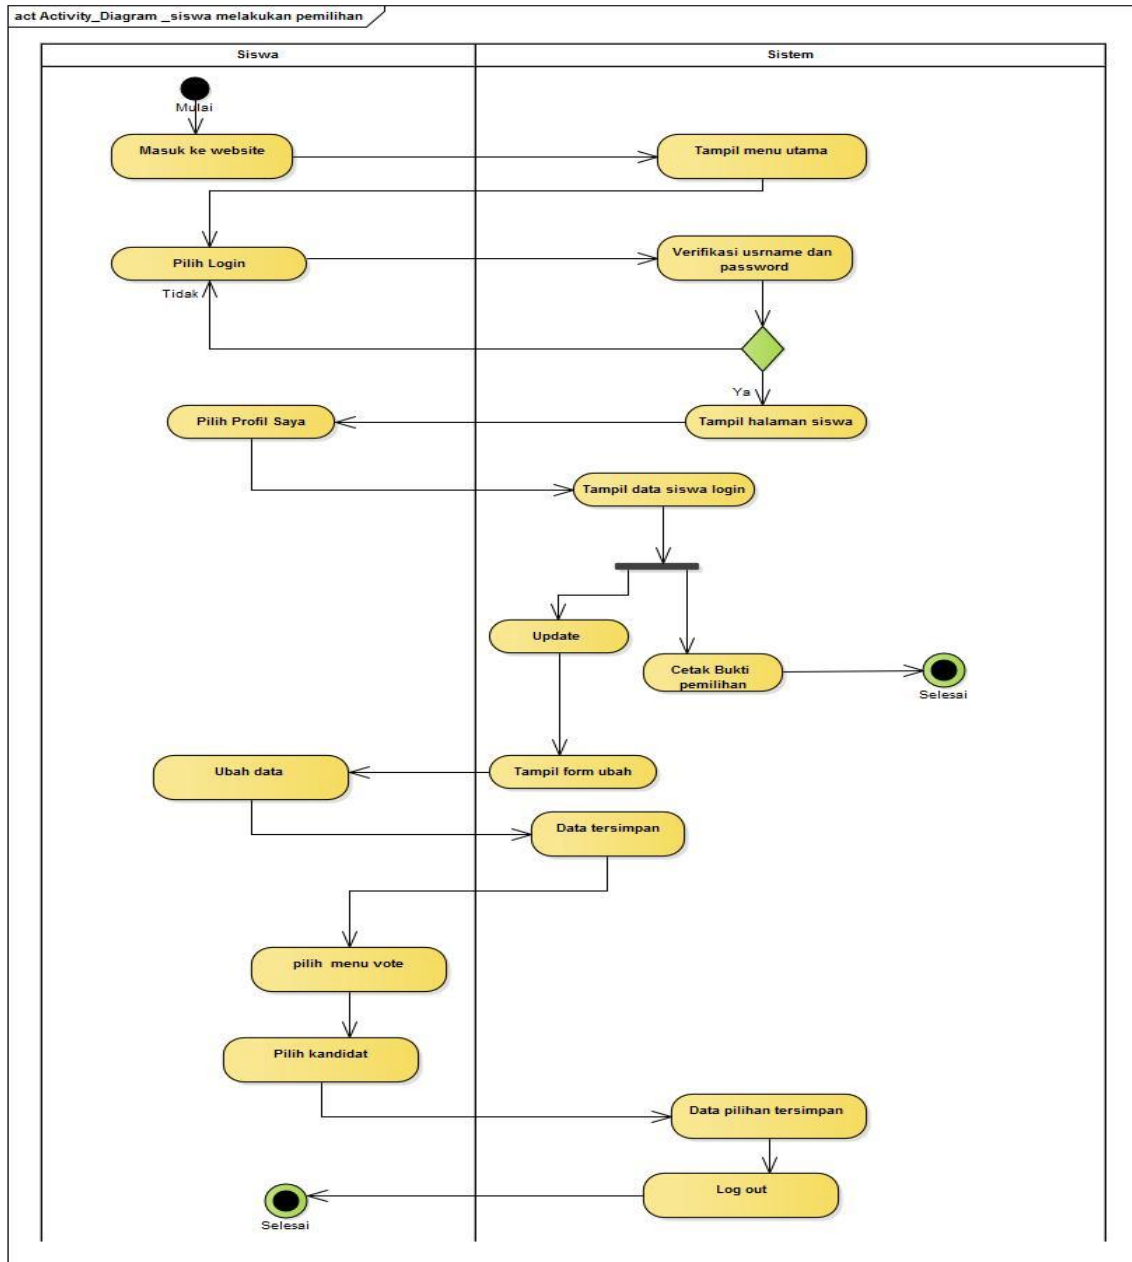 act Activity_Diagram _siswa melakukan pemilihan
Siswa
Sistem
Mulai
Masuk ke website
Tampil menu utama
Pilih Login
Verifikasi usrname dan
password
Tidak
Ya
Pilih Profil Saya
Tampil halaman siswa
Tampil data siswa login
Update
Cetak Bukti
pemilihan
Selesai
Ubah data
Tampil form ubah
Data tersimpan
pilih menu vote
Pilih kandidat
Data pilihan tersimpan
Log out
Selesai